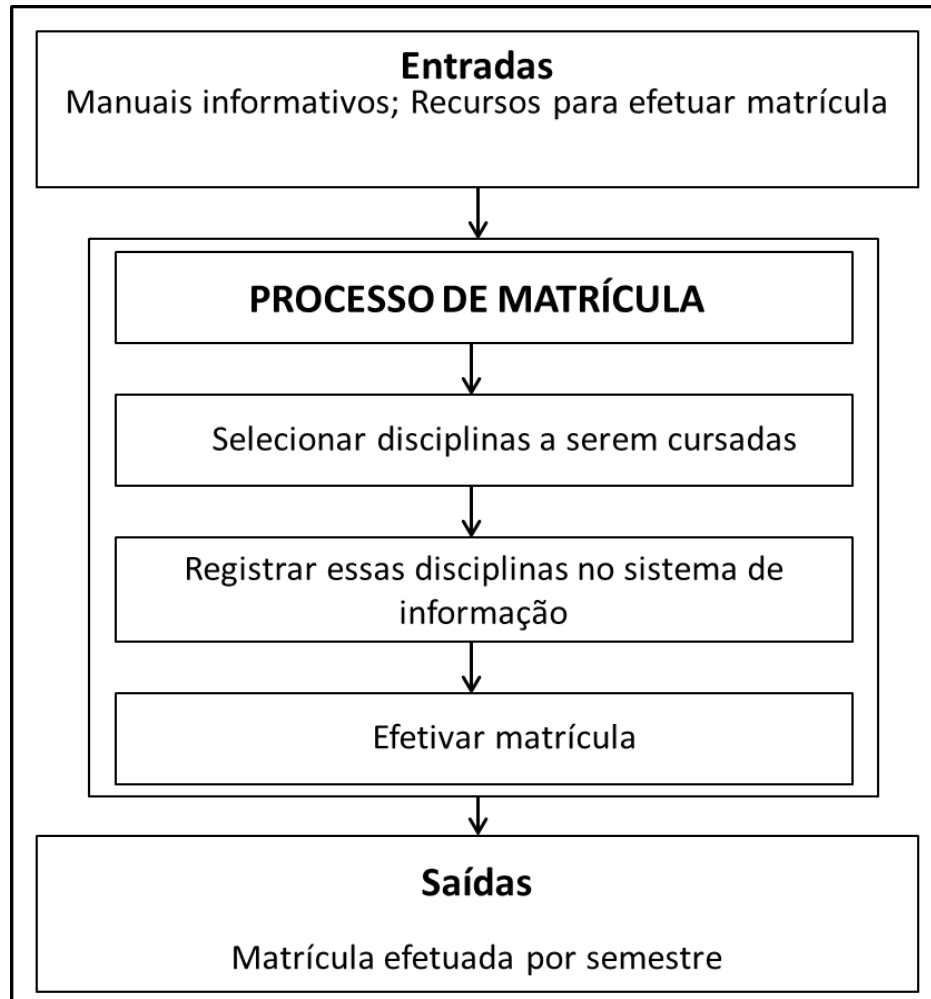 Entradas
Manuais informativos; Recursos para efetuar matrícula
PROCESSO DE MATRÍCULA
Selecionar disciplinas a serem cursadas
Registrar essas disciplinas no sistema de
informação
Efetivar matrícula
Saídas
Matrícula efetuada por semestre